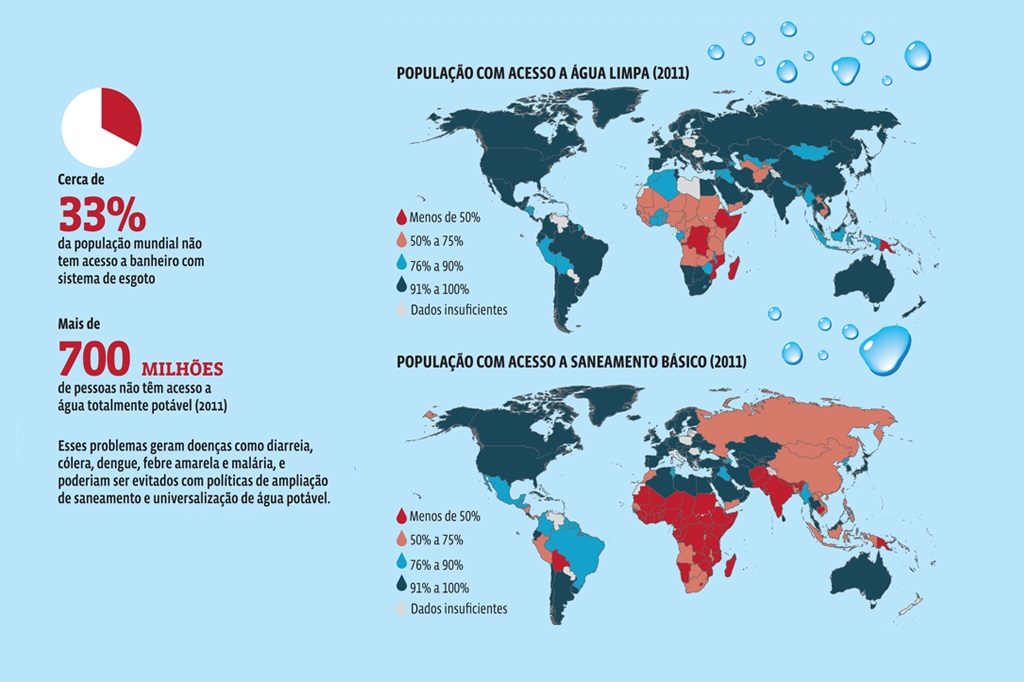 Cerca de
33%
da população mundial não
tem acesso a banheiro com
sistema de esgoto
Mais de
700 MILHÕES
de pessoas não têm acesso a
água totalmente potável (2011)
Esses problemas geram doenças como diarreia,
cólera, dengue, febre amarela e malária, e
poderiam ser evitados com políticas de ampliação
de saneamento e universalização de água potável.
POPULAÇÃO COM ACESSO A ÁGUA LIMPA (2011)
Menos de 50%
50% a 75%
76% a 90%
91% a 100%
Dados insuficientes
POPULAÇÃO COM ACESSO A SANEAMENTO BÁSICO (2011)
Menos de 50%
50% a 75%
76% a 90%
91% a 100%
Dados insuficientes